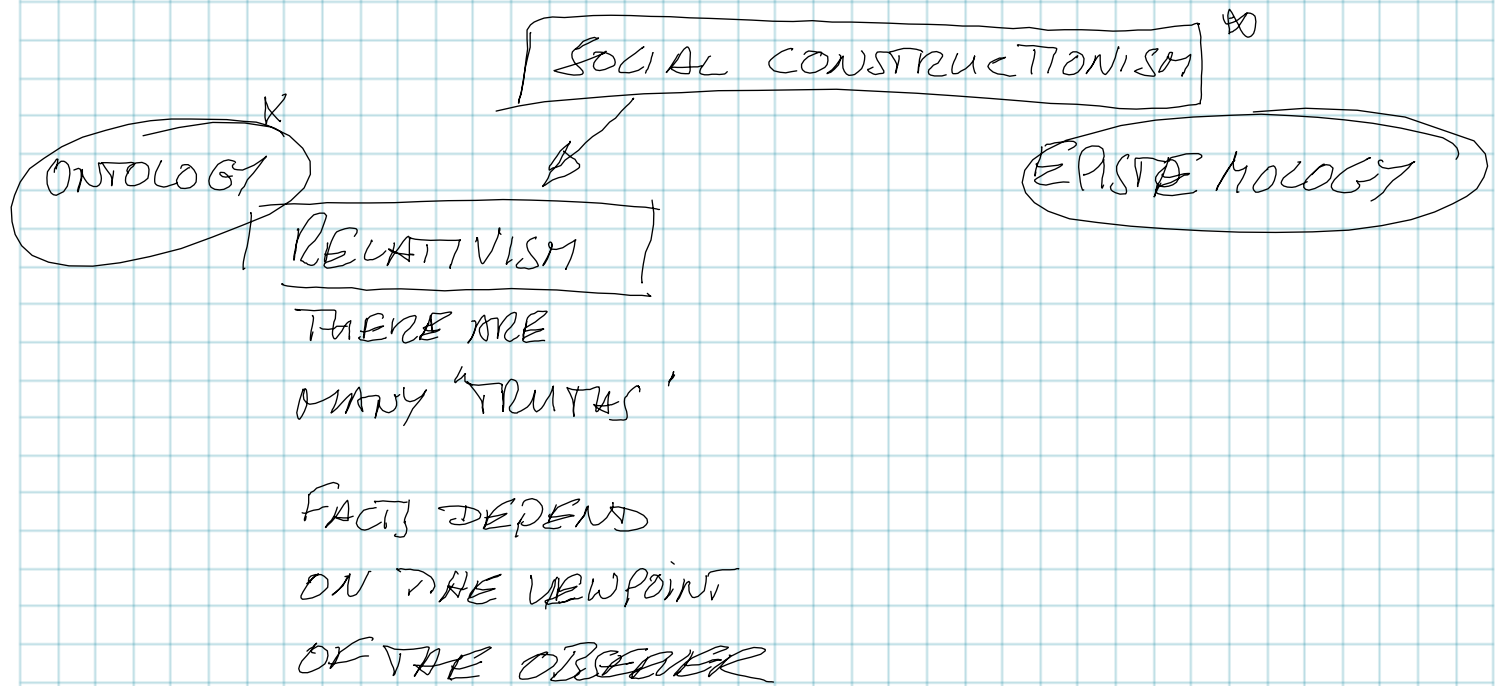 SOCIAL CONSTRUCTIONISM
ONTOLOGY
EPISTEMOLOGY
RELATIVISM
THERE ARE
MANY "TRUTHS'
FACTS DEPEND
ON THE VIEWPOINT
OF THE OBSERVER